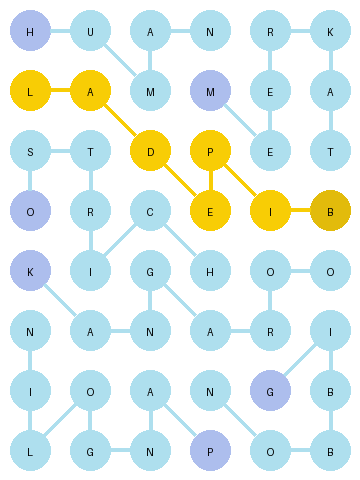 H U A N R K
L A M M E A
S T D P E T
O R C E I B
K I G H O O
N A N A R I
I O A N G B
L G N P O B